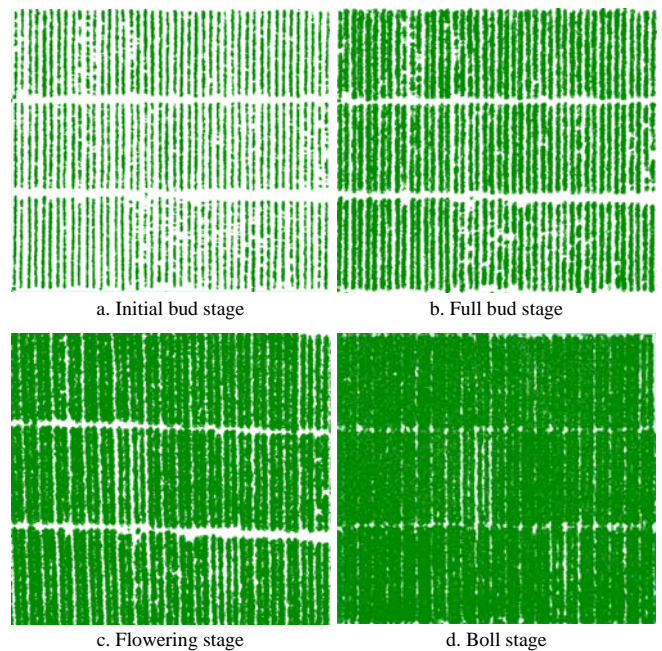 a. Initial bud stage
b. Full bud stage
c. Flowering stage
d. Boll stage